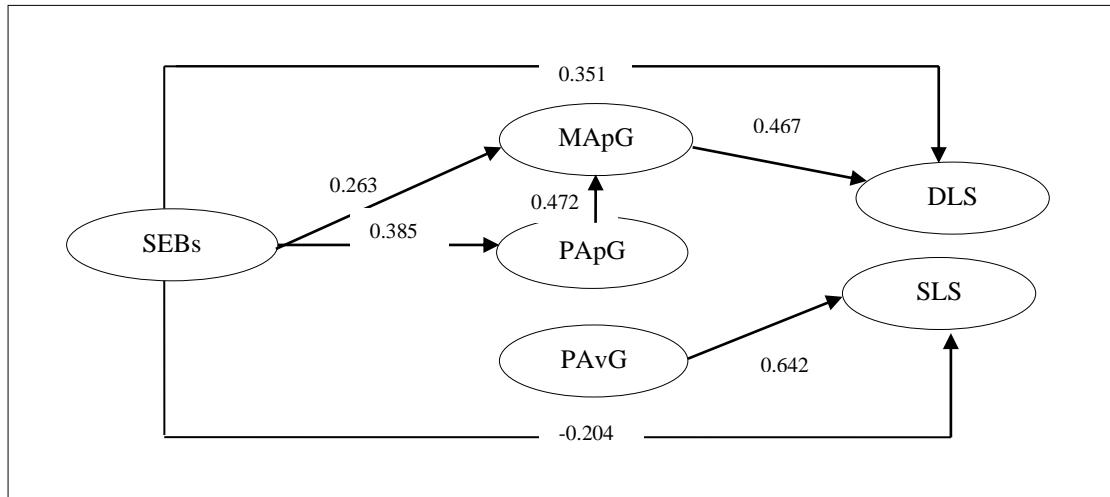 0.351
MApG
0.467
0.263
0.472
DLS
SEBs
0.385
PApG
SLS
PAvG
0.642
-0.204